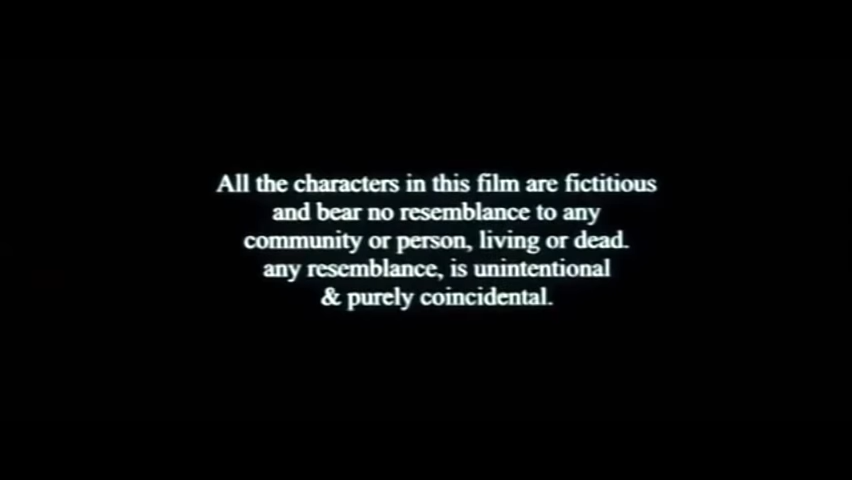 All the characters in this film are fictitious
and bear no resemblance to any
community or person, living or dead.
any resemblance, is unintentional
& purely coincidental.